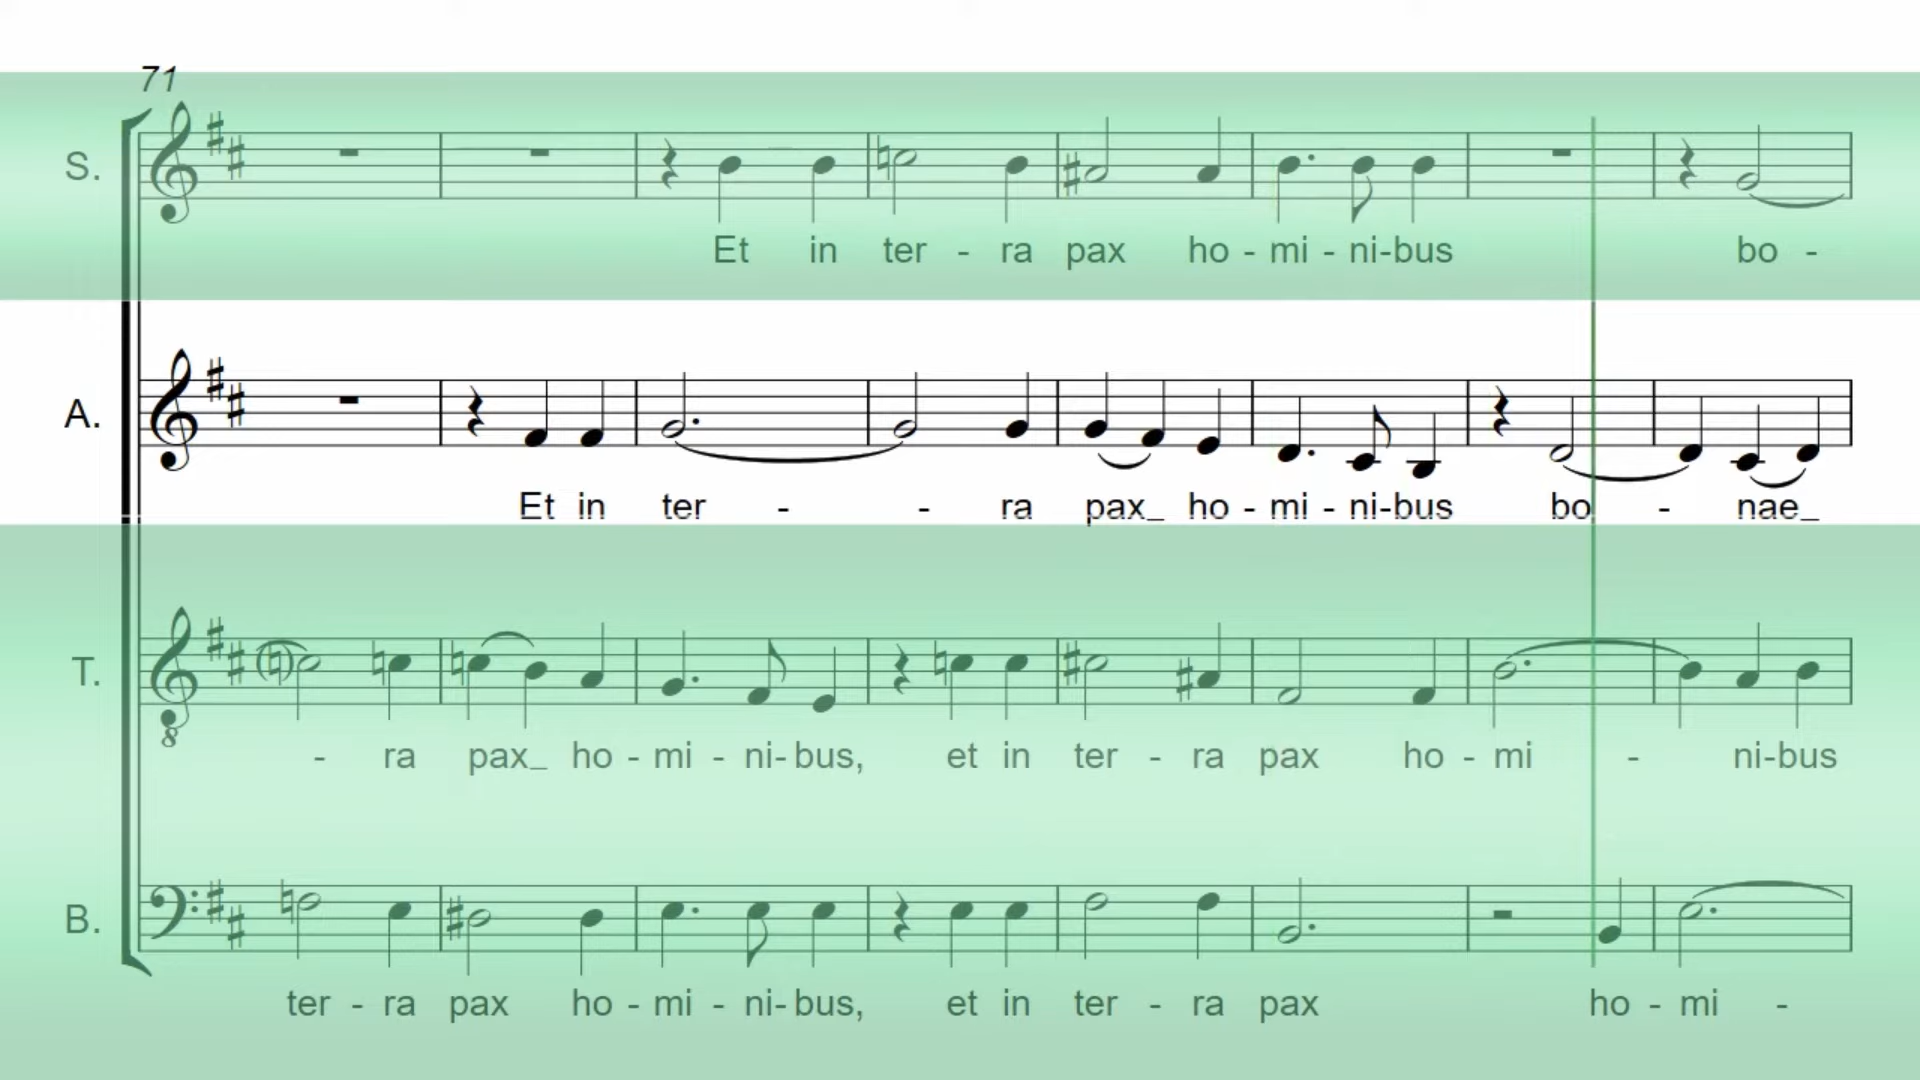 71
S.
Et in ter - ra pax ho - mi - ni-bus bo -
A.
Et in ter - - ra pax_ ho - mi - ni-bus bo - nae_
T.
- ra pax_ ho - mi - ni-bus, et in ter - ra pax ho - mi - ni-bus
8
B.
ter - ra pax ho - mi - ni-bus, et in ter - ra pax ho - mi -